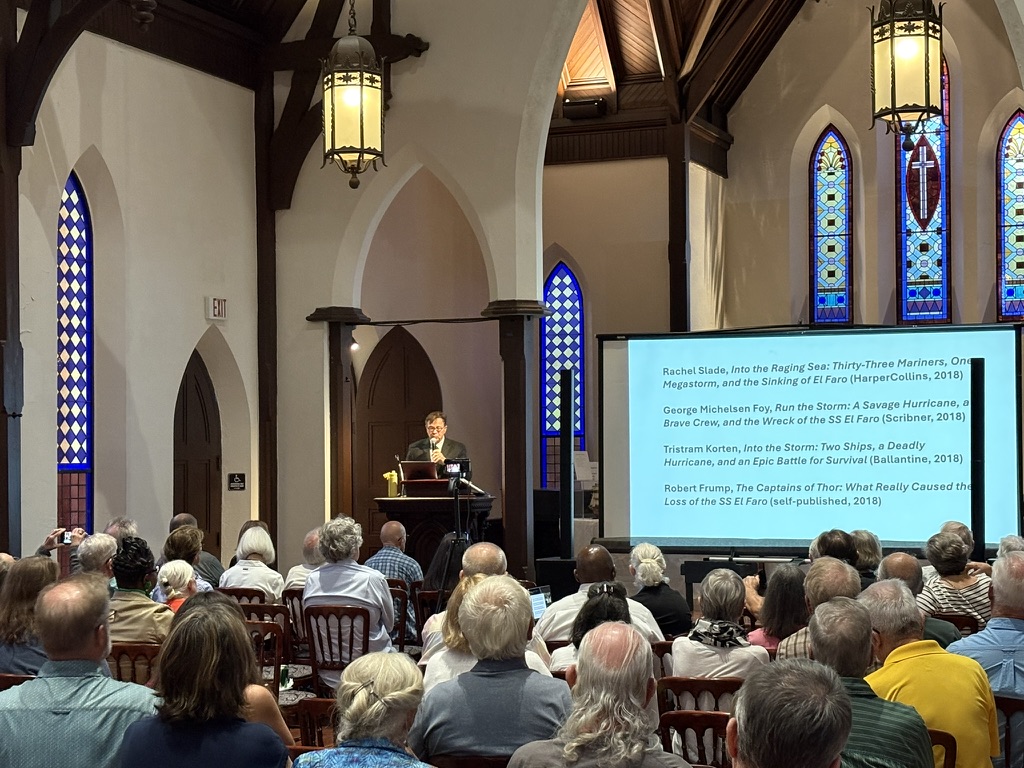 EXIT
Rachel Slade, Into the Raging Sea: Thirty-Three Mariners, One
Megastorm, and the Sinking of El Faro (HarperCollins, 2018)
George Michelsen Foy, Run the Storm: A Savage Hurricane, a
Brave Crew, and the Wreck of the SS El Faro (Scribner, 2018)
Tristram Korten, Into the Storm: Two Ships, a Deadly
Hurricane, and an Epic Battle for Survival (Ballantine, 2018)
Robert Frump, The Captains of Thor: What Really Caused the
Loss of the SS El Faro (self-published, 2018)